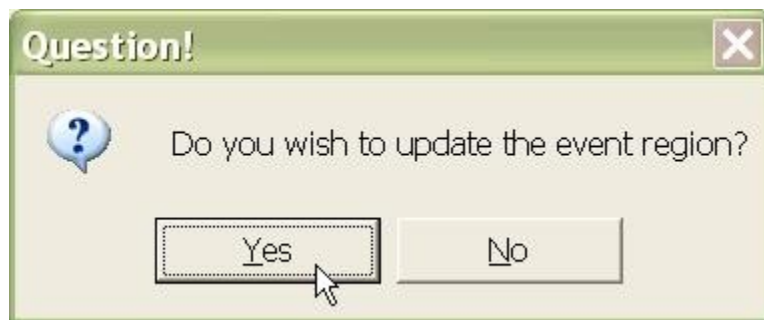 Question!
Do you wish to update the event region?
Yes No